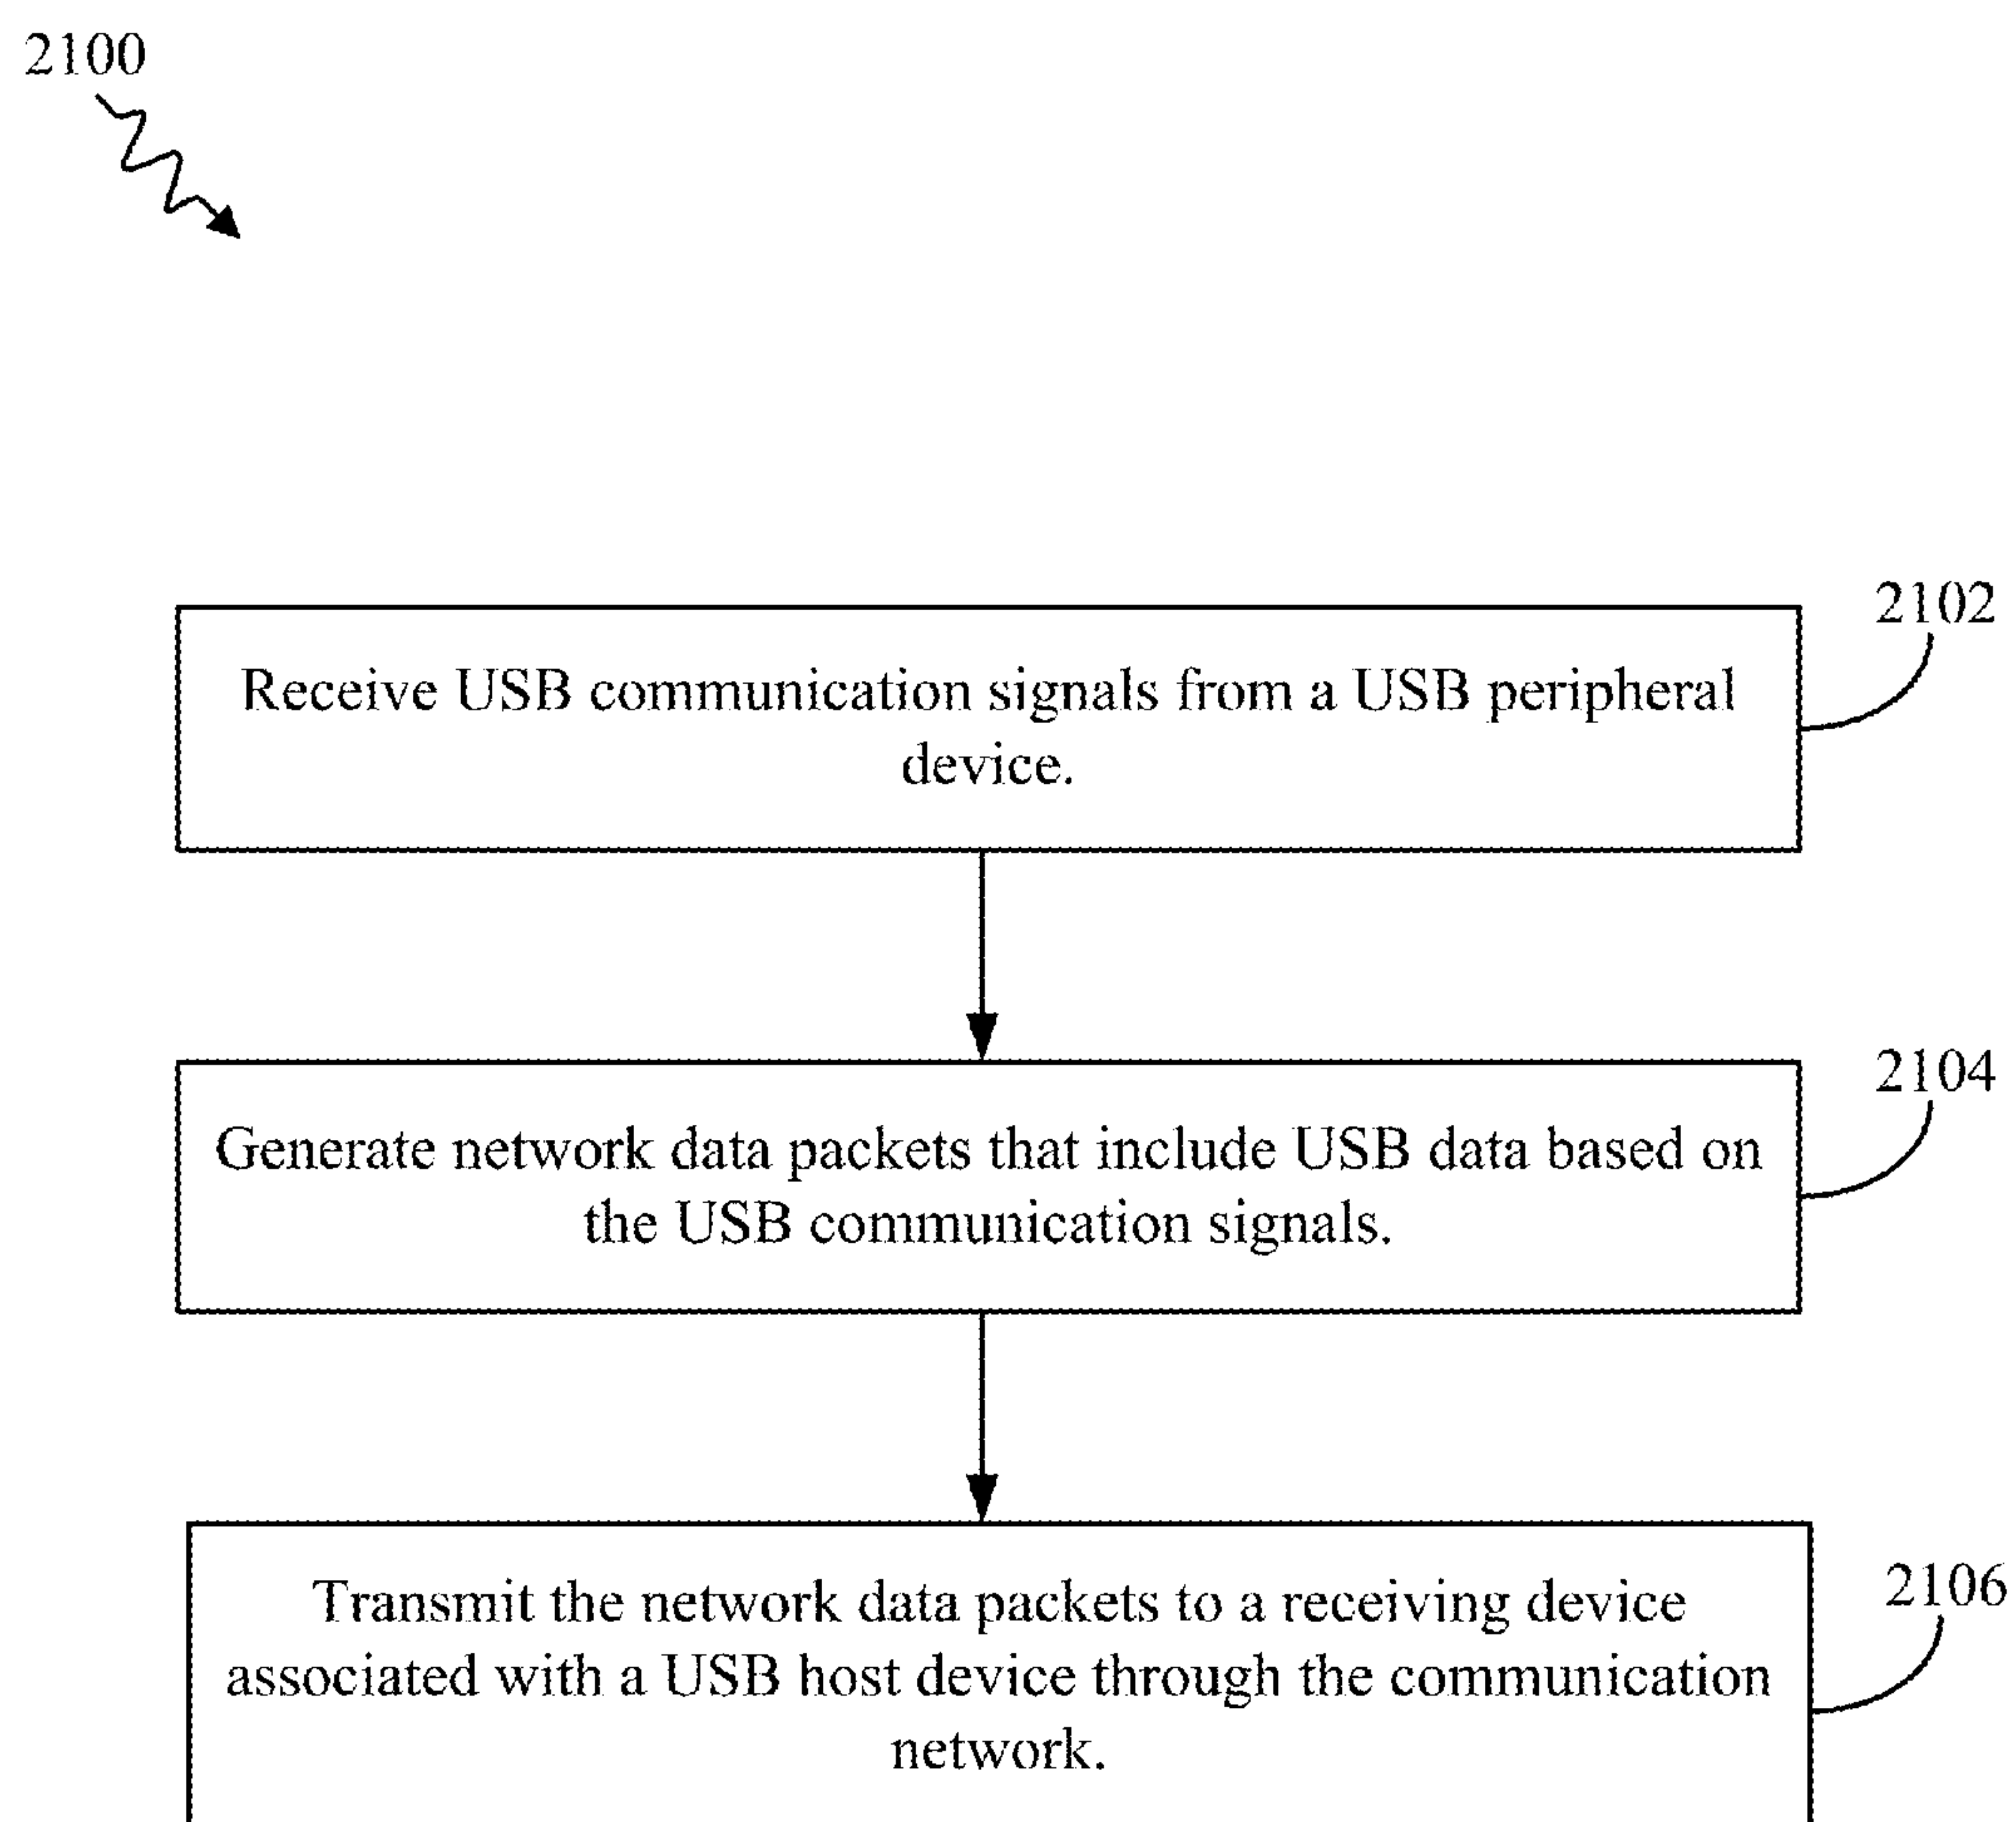 2100
2102
Receive USB communication signals from a USB peripheral
device.
2104
Generate network data packets that include USB data based on
the USB communication signals.
2106
Transmit the network data packets to a receiving device
associated with a USB host device through the communication
network.